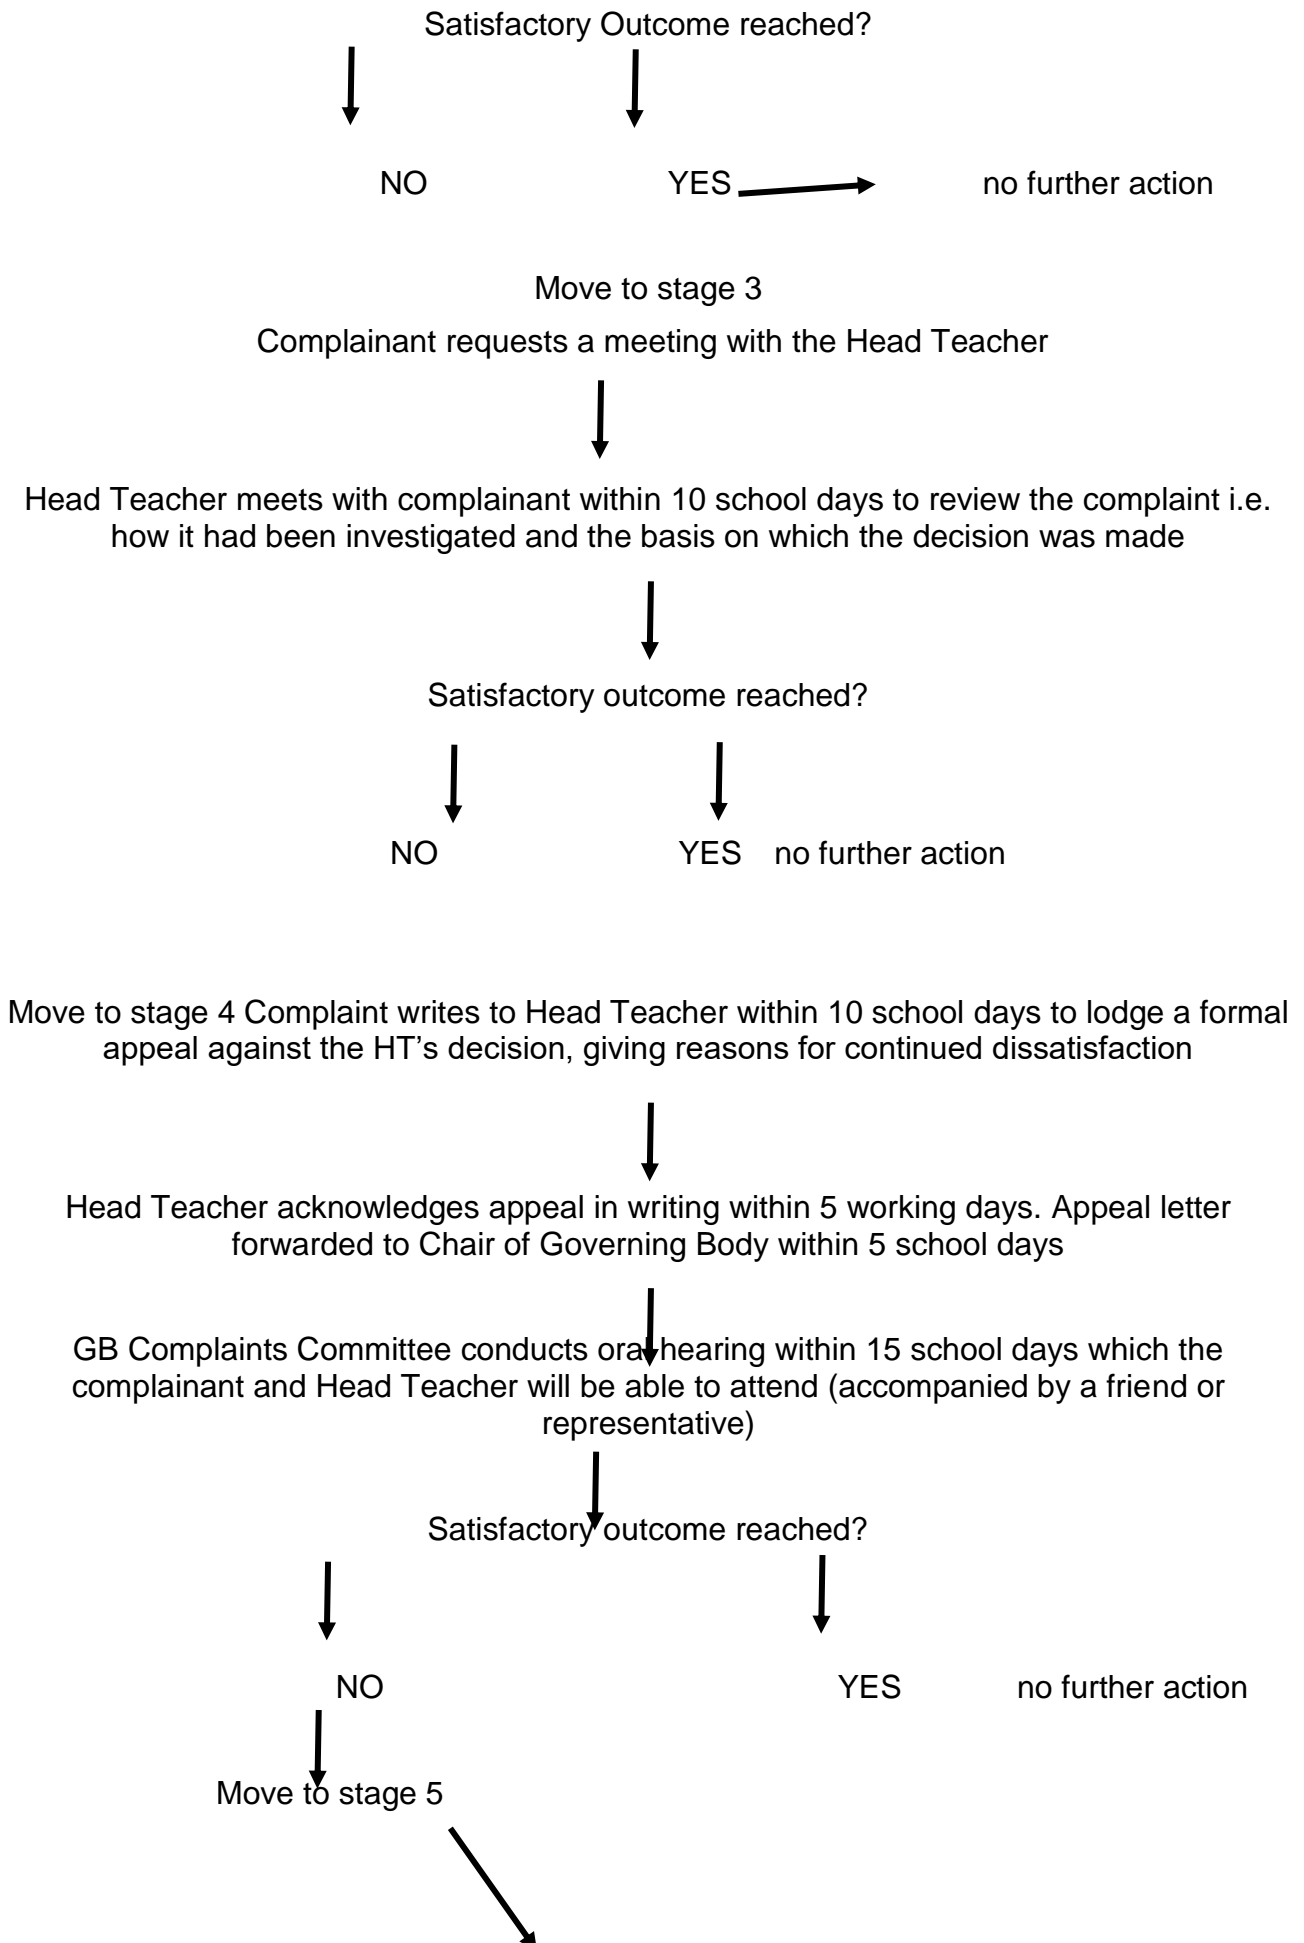 Satisfactory Outcome reached?
NO YES no further action
Move to stage 3
Complainant requests a meeting with the Head Teacher
Head Teacher meets with complainant within 10 school days to review the complaint i.e.
how it had been investigated and the basis on which the decision was made
Satisfactory outcome reached?
NO YES no further action
Move to stage 4 Complaint writes to Head Teacher within 10 school days to lodge a formal
appeal against the HT’s decision, giving reasons for continued dissatisfaction
Head Teacher acknowledges appeal in writing within 5 working days. Appeal letter
forwarded to Chair of Governing Body within 5 school days
GB Complaints Committee conducts oral hearing within 15 school days which the
complainant and Head Teacher will be able to attend (accompanied by a friend or
representative)
Satisfactory outcome reached?
NO YES no further action
Move to stage 5